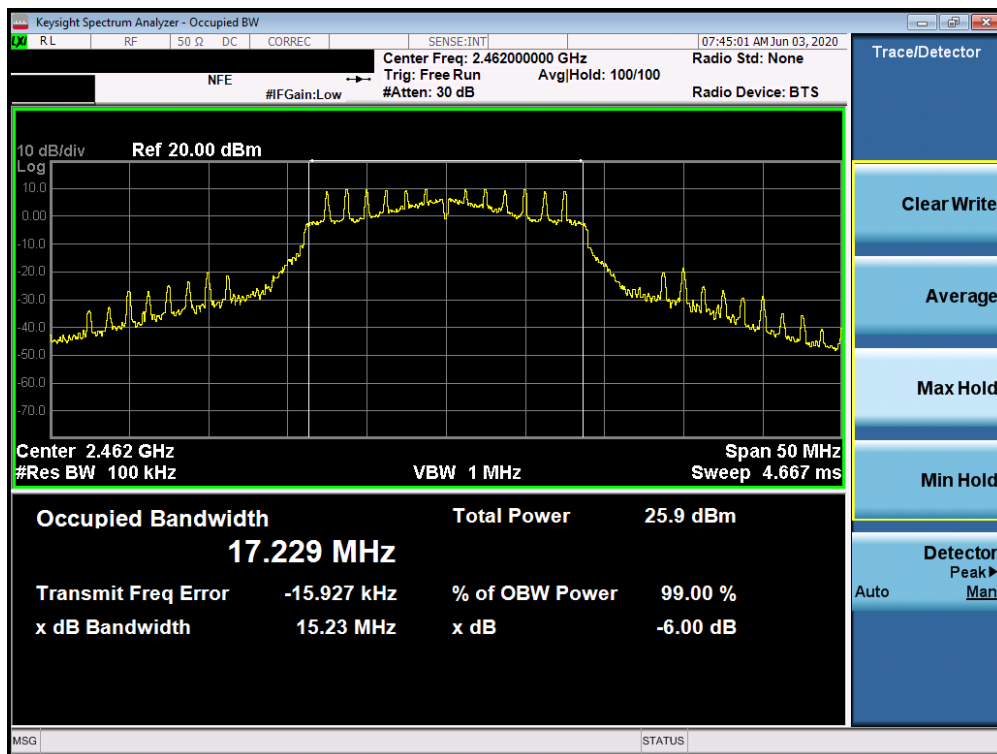 Keysight Spectrum Analyzer - Occupied BW
LXI RL RF 50 Ω DC CORREC SENSE:INT 07:45:01 AM Jun 03, 2020
Center Freq: 2.462000000 GHz Radio Std: None
NFE Trig: Free Run Avg|Hold: 100/100
#IFGain:Low #Atten: 30 dB Radio Device: BTS
10 dB/div Ref 20.00 dBm
Log
10.0
0.00
-10.0
-20.0
-30.0
-40.0
-50.0
-60.0
-70.0
Center 2.462 GHz Span 50 MHz
#Res BW 100 kHz VBW 1 MHz Sweep 4.667 ms
Occupied Bandwidth Total Power 25.9 dBm
17.229 MHz
Transmit Freq Error -15.927 kHz % of OBW Power 99.00 %
x dB Bandwidth 15.23 MHz x dB -6.00 dB
MSG STATUS
Trace/Detector
Clear Write
Average
Max Hold
Min Hold
Detector
Peak▶
Auto Man